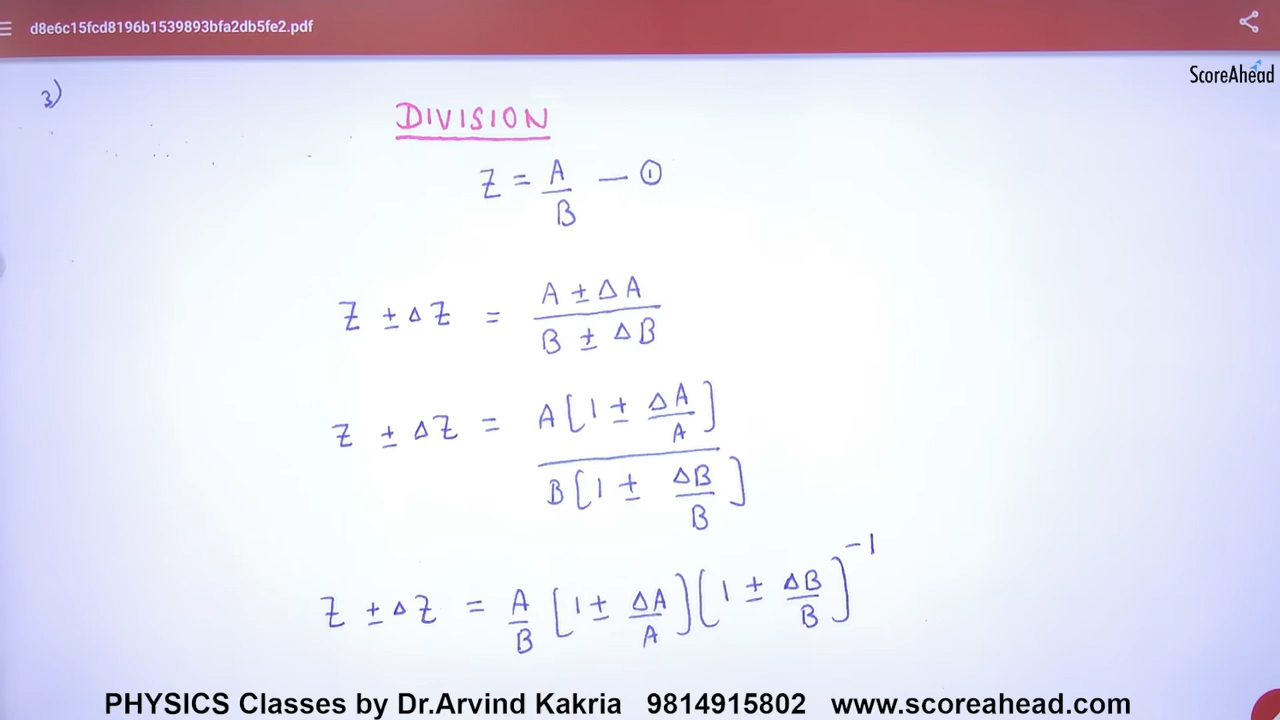 d8e6c15fcd8196b1539893bfa2db5fe2.pdf
ScoreAhead
3)
DIVISION
Z = A/B — ①
Z ± ΔZ = (A ± ΔA)/(B ± ΔB)
Z ± ΔZ = A[1 ± ΔA/A]/B[1 ± ΔB/B]
Z ± ΔZ = A/B [1 ± ΔA/A][1 ± ΔB/B]⁻¹
PHYSICS Classes by Dr.Arvind Kakria 9814915802 www.scoreahead.com